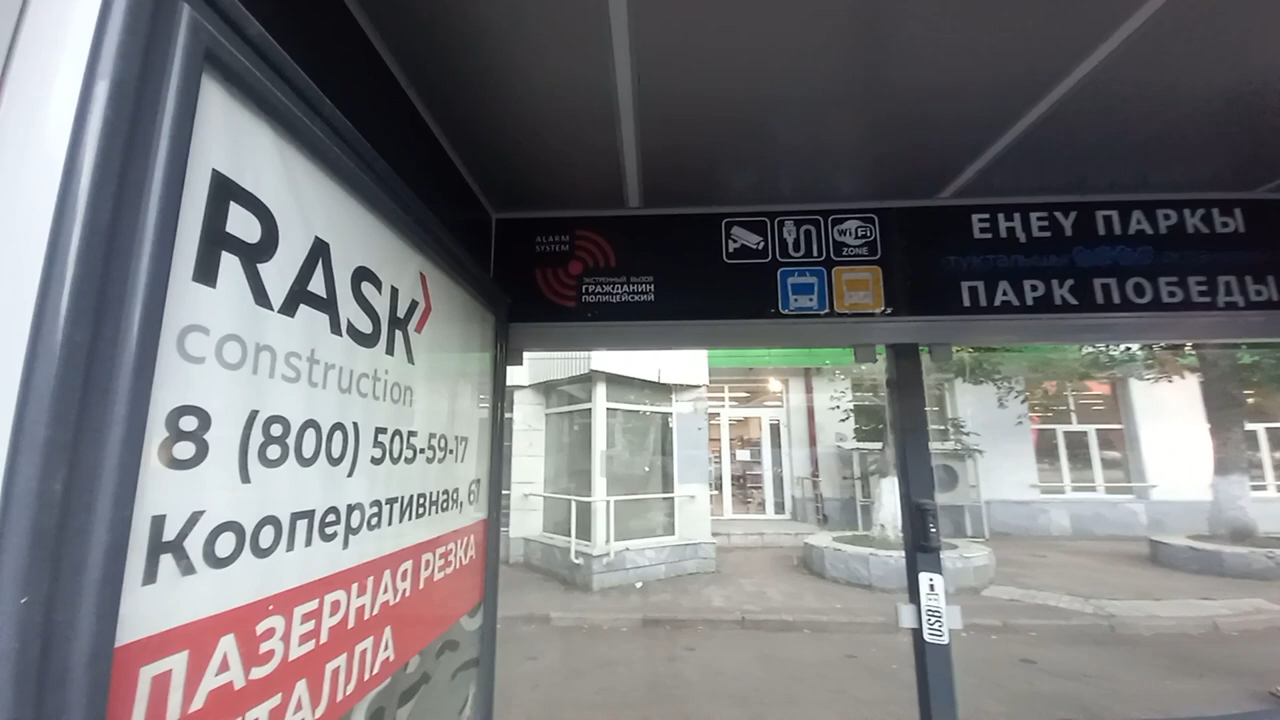 RASK
construction
8 (800) 505-59-17
Кооперативная, 67
ЛАЗЕРНАЯ РЕЗКА
ALARM
SYSTEM
ЭКСТРЕННЫЙ ВЫЗОВ
ГРАЖДАНИН
ПОЛИЦЕЙСКИЙ
WiFi
ZONE
ЕҢЕҮ ПАРКЫ
ПАРК ПОБЕДЫ
USB